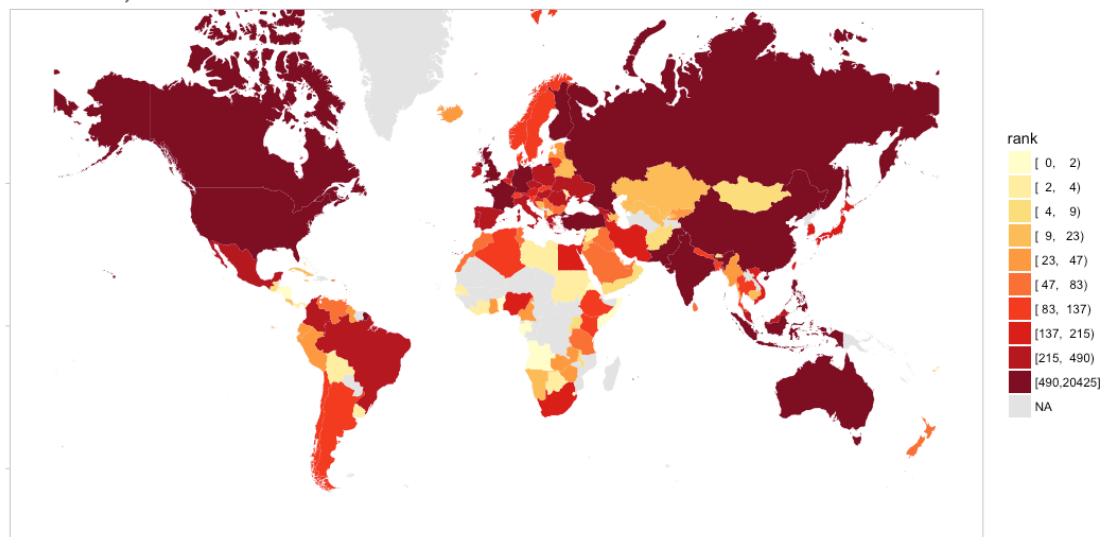 rank
[ 0, 2)
[ 2, 4)
[ 4, 9)
[ 9, 23)
[ 23, 47)
[ 47, 83)
[ 83, 137)
[137, 215)
[215, 490)
[490,20425]
NA